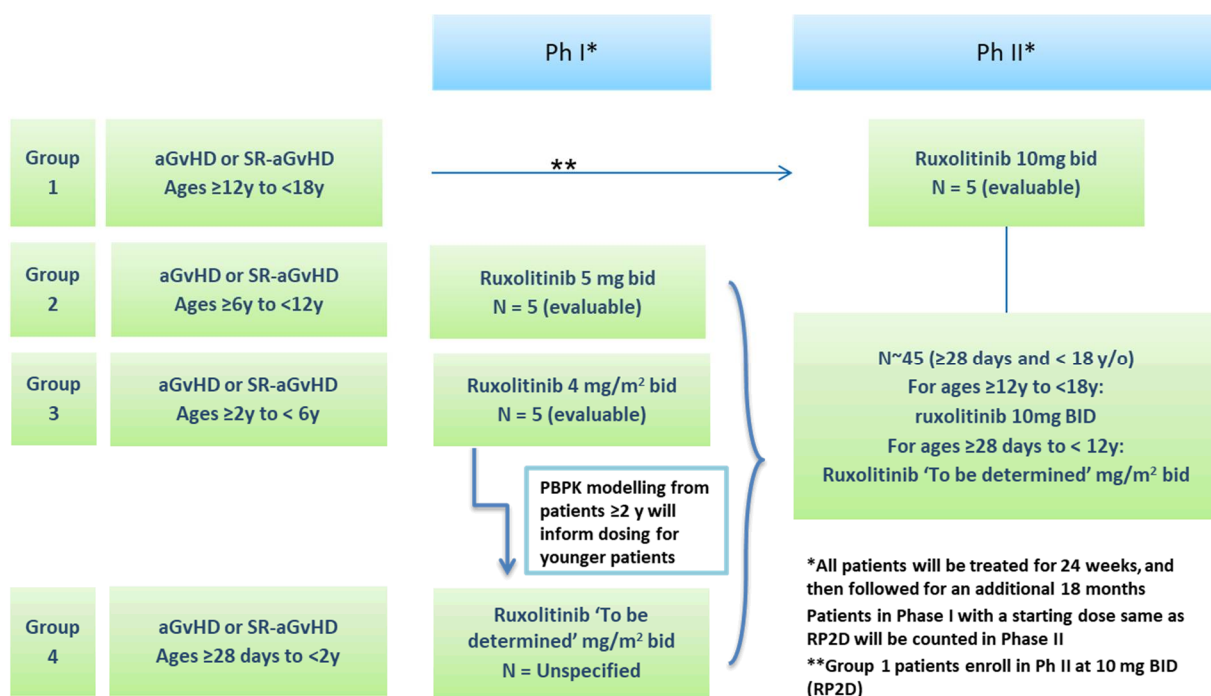 Ph I*
Ph II*
Group
1
aGvHD or SR-aGvHD
Ages ≥12y to <18y
**
Ruxolitinib 10mg bid
N = 5 (evaluable)
Group
2
aGvHD or SR-aGvHD
Ages ≥6y to <12y
Ruxolitinib 5 mg bid
N = 5 (evaluable)
Group
3
aGvHD or SR-aGvHD
Ages ≥2y to < 6y
Ruxolitinib 4 mg/m² bid
N = 5 (evaluable)
N~45 (≥28 days and < 18 y/o)
For ages ≥12y to <18y:
ruxolitinib 10mg BID
For ages ≥28 days to < 12y:
Ruxolitinib ‘To be determined’ mg/m² bid
PBPK modelling from
patients ≥2 y will
inform dosing for
younger patients
Group
4
aGvHD or SR-aGvHD
Ages ≥28 days to <2y
Ruxolitinib ‘To be
determined’ mg/m² bid
N = Unspecified
*All patients will be treated for 24 weeks, and
then followed for an additional 18 months
Patients in Phase I with a starting dose same as
RP2D will be counted in Phase II
**Group 1 patients enroll in Ph II at 10 mg BID
(RP2D)